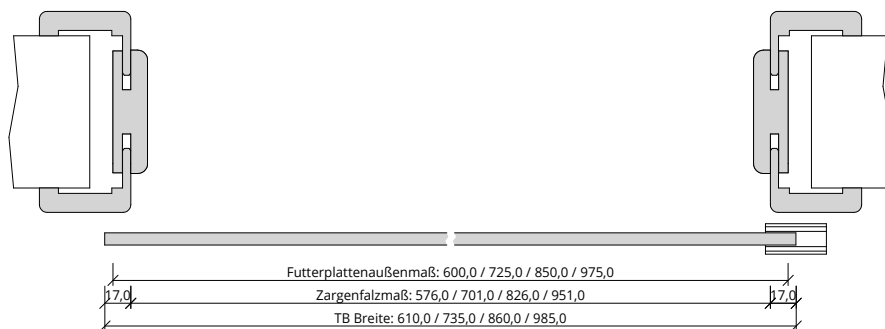 Futterplattenaußenmaß: 600,0 / 725,0 / 850,0 / 975,0
17,0 Zargenfalzmaß: 576,0 / 701,0 / 826,0 / 951,0 17,0
TB Breite: 610,0 / 735,0 / 860,0 / 985,0